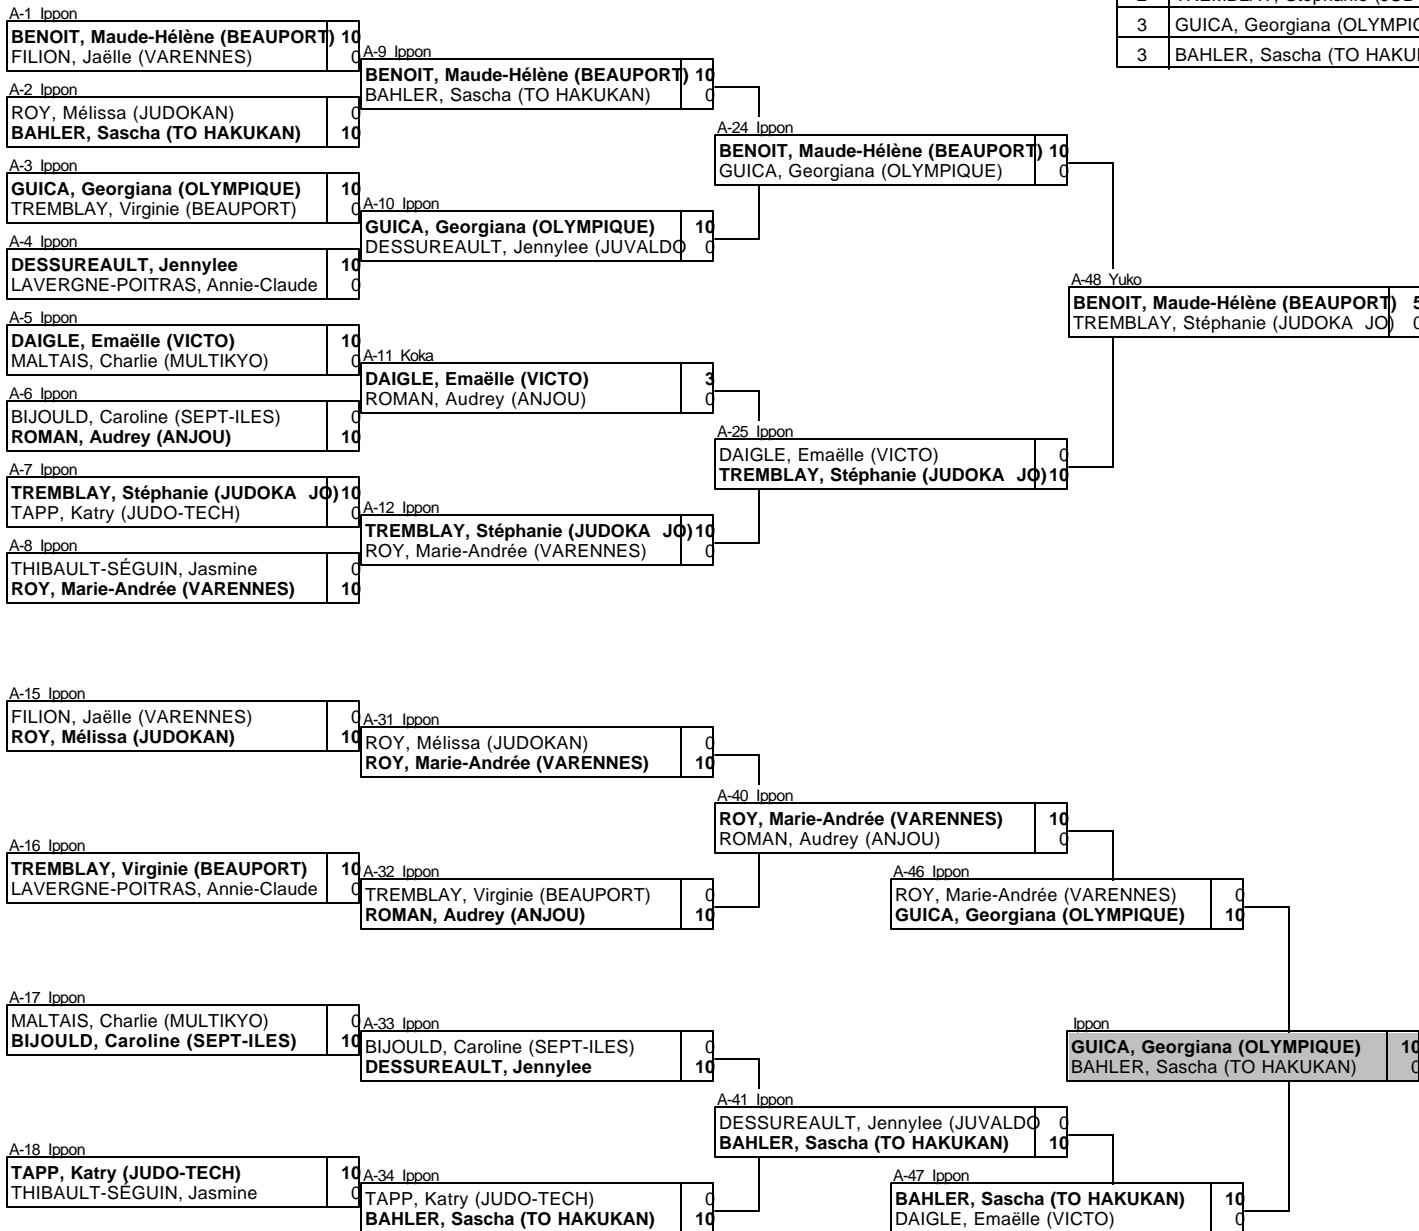 3 GUICA, Georgiana (OLYMPIQ
3 BAHLER, Sascha (TO HAKU
A-1 Ippon
BENOIT, Maude-Hélène (BEAUPORT) 10
FILION, Jaëlle (VARENNES) 0
A-2 Ippon
ROY, Mélissa (JUDOKAN) 0
BAHLER, Sascha (TO HAKUKAN) 10
A-3 Ippon
GUICA, Georgiana (OLYMPIQUE) 10
TREMBLAY, Virginie (BEAUPORT) 0
A-4 Ippon
DESSUREAULT, Jennylee 10
LAVERGNE-POITRAS, Annie-Claude 0
A-5 Ippon
DAIGLE, Emaëlle (VICTO) 10
MALTAIS, Charlie (MULTIKYO) 0
A-6 Ippon
BIJOULD, Caroline (SEPT-ILES) 0
ROMAN, Audrey (ANJOU) 10
A-7 Ippon
TREMBLAY, Stéphanie (JUDOKA JO) 10
TAPP, Katry (JUDO-TECH) 0
A-8 Ippon
THIBAULT-SÉGUIN, Jasmine 0
ROY, Marie-Andrée (VARENNES) 10
A-9 Ippon
BENOIT, Maude-Hélène (BEAUPORT) 10
BAHLER, Sascha (TO HAKUKAN) 0
A-10 Ippon
GUICA, Georgiana (OLYMPIQUE) 10
DESSUREAULT, Jennylee (JUVALDO 0
A-11 Koka
DAIGLE, Emaëlle (VICTO) 3
ROMAN, Audrey (ANJOU) 0
A-12 Ippon
TREMBLAY, Stéphanie (JUDOKA JO) 10
ROY, Marie-Andrée (VARENNES) 0
A-24 Ippon
BENOIT, Maude-Hélène (BEAUPORT) 10
GUICA, Georgiana (OLYMPIQUE) 0
A-25 Ippon
DAIGLE, Emaëlle (VICTO) 0
TREMBLAY, Stéphanie (JUDOKA JO) 10
A-48 Yuko
BENOIT, Maude-Hélène (BEAUPORT) 5
TREMBLAY, Stéphanie (JUDOKA JO) 0
A-15 Ippon
FILION, Jaëlle (VARENNES) 0
ROY, Mélissa (JUDOKAN) 10
A-16 Ippon
TREMBLAY, Virginie (BEAUPORT) 10
LAVERGNE-POITRAS, Annie-Claude 0
A-17 Ippon
MALTAIS, Charlie (MULTIKYO) 0
BIJOULD, Caroline (SEPT-ILES) 10
A-18 Ippon
TAPP, Katry (JUDO-TECH) 10
THIBAULT-SÉGUIN, Jasmine 0
A-31 Ippon
ROY, Mélissa (JUDOKAN) 0
ROY, Marie-Andrée (VARENNES) 10
A-32 Ippon
TREMBLAY, Virginie (BEAUPORT) 0
ROMAN, Audrey (ANJOU) 10
A-33 Ippon
BIJOULD, Caroline (SEPT-ILES) 0
DESSUREAULT, Jennylee 10
A-34 Ippon
TAPP, Katry (JUDO-TECH) 0
BAHLER, Sascha (TO HAKUKAN) 10
A-40 Ippon
ROY, Marie-Andrée (VARENNES) 10
ROMAN, Audrey (ANJOU) 0
A-41 Ippon
DESSUREAULT, Jennylee (JUVALDO 0
BAHLER, Sascha (TO HAKUKAN) 10
A-46 Ippon
ROY, Marie-Andrée (VARENNES) 0
GUICA, Georgiana (OLYMPIQUE) 10
A-47 Ippon
BAHLER, Sascha (TO HAKUKAN) 10
DAIGLE, Emaëlle (VICTO) 0
Ippon
GUICA, Georgiana (OLYMPIQUE) 10
BAHLER, Sascha (TO HAKUKAN) 0